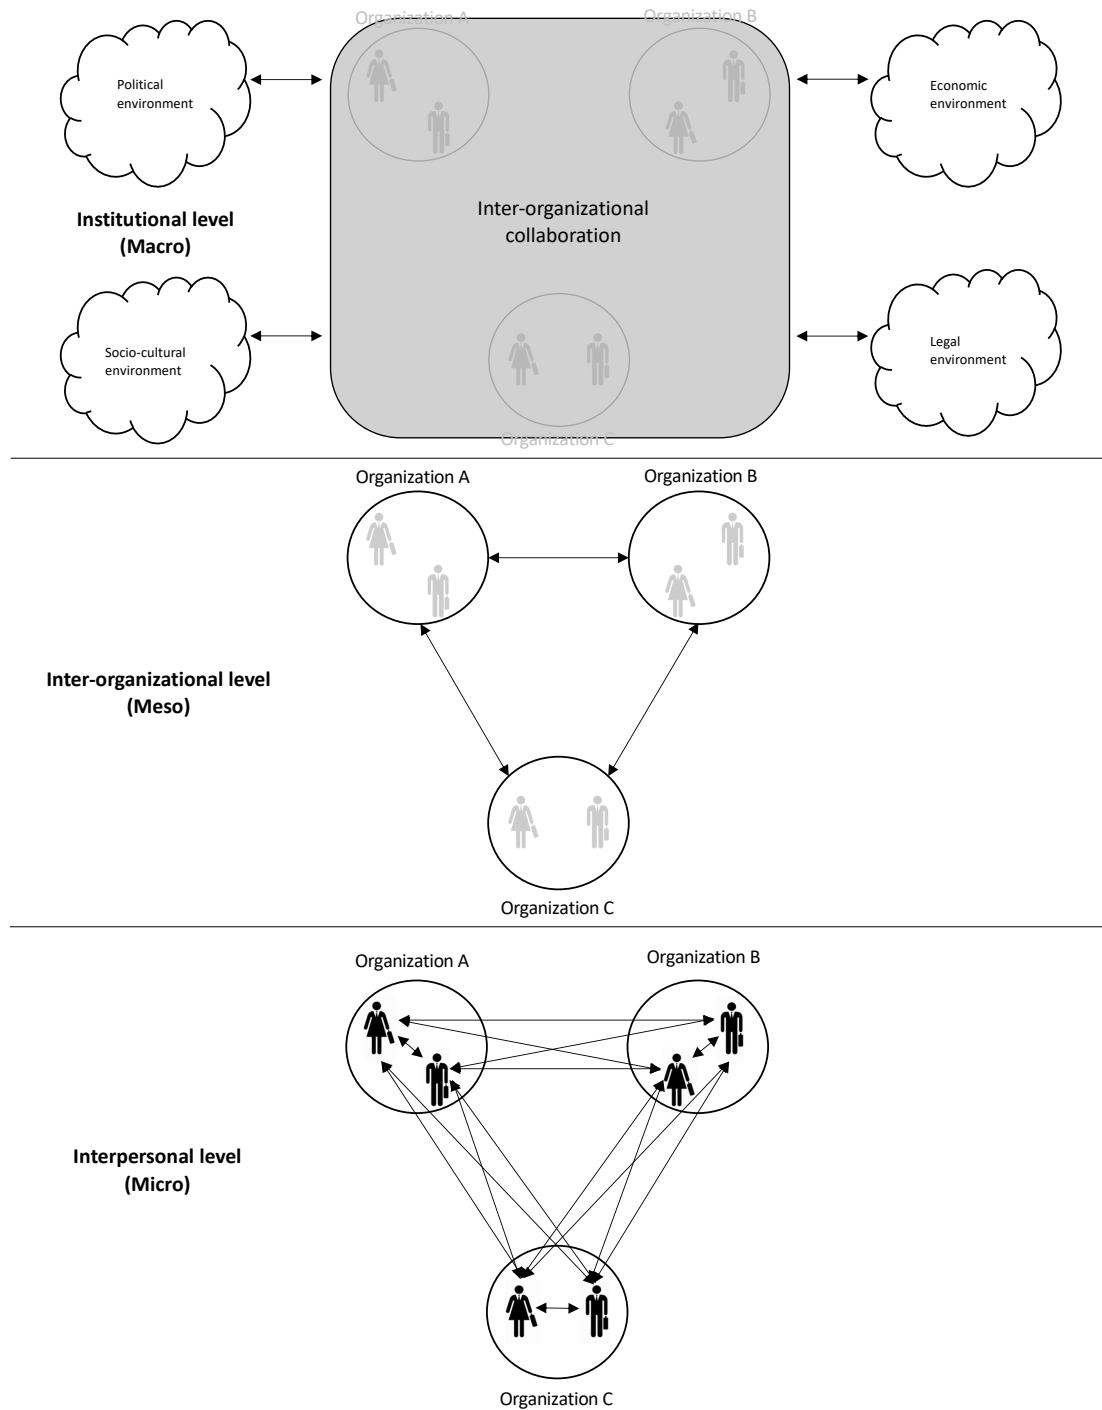 Organization A
Organization B
Political
environment
Economic
environment
Inter-organizational
collaboration
Institutional level
(Macro)
Socio-cultural
environment
Legal
environment
Organization C
Organization A
Organization B
Inter-organizational level
(Meso)
Organization C
Organization A
Organization B
Interpersonal level
(Micro)
Organization C